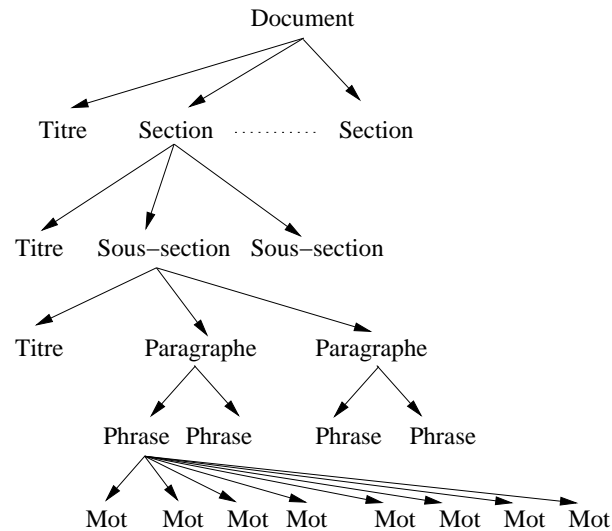 Document
Titre Section ........... Section
Titre Sous-section Sous-section
Titre Paragraphe Paragraphe
Phrase Phrase Phrase Phrase
Mot Mot Mot Mot Mot Mot Mot Mot